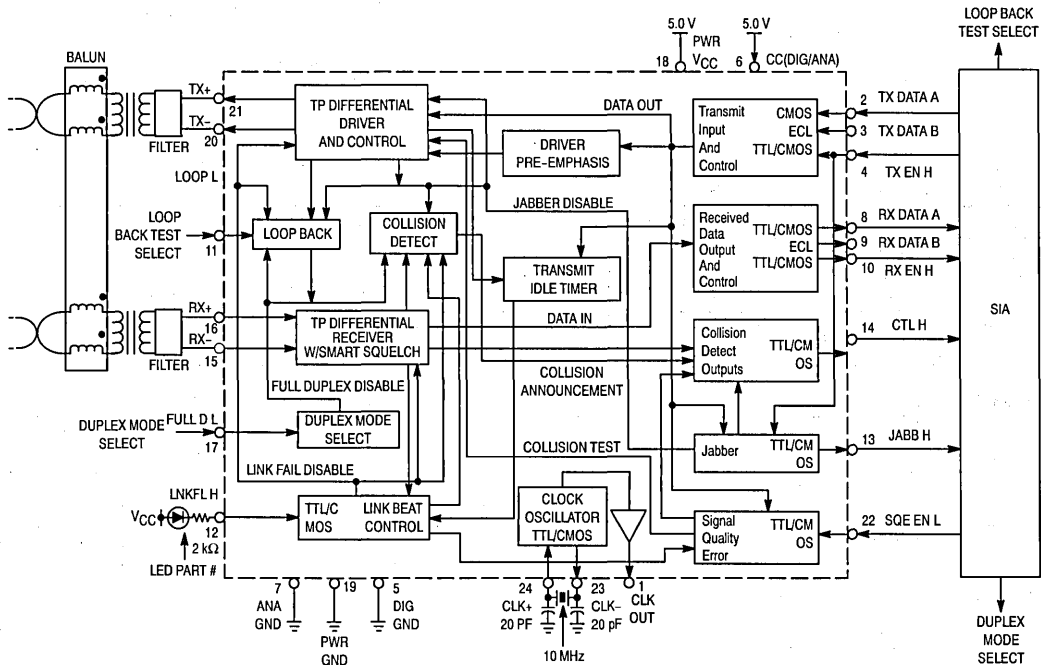 LOOP BACK
TEST SELECT
5.0 V
5.0 V
BALUN
PWR
VCC
18
6
CC(DIG/ANA)
TX+
21
TX–
20
FILTER
TP DIFFERENTIAL
DRIVER
AND CONTROL
DATA OUT
DRIVER
PRE-EMPHASIS
Transmit
Input
And
Control
CMOS
ECL
TTL/CMOS
2
TX DATA A
3
TX DATA B
4
TX EN H
LOOP L
LOOP
BACK TEST
SELECT
11
LOOP BACK
COLLISION
DETECT
JABBER DISABLE
TRANSMIT
IDLE TIMER
Received
Data
Output
And
Control
TTL/CMOS
ECL
TTL/CMOS
8
RX DATA A
9
RX DATA B
10
RX EN H
SIA
RX+
16
RX–
15
FILTER
TP DIFFERENTIAL
RECEIVER
W/SMART SQUELCH
DATA IN
COLLISION
ANNOUNCEMENT
Collision
Detect
Outputs
TTL/CM
OS
14
CTL H
FULL DUPLEX DISABLE
DUPLEX MODE
SELECT
FULL D L
17
DUPLEX MODE
SELECT
COLLISION TEST
Jabber
TTL/CM
OS
13
JABB H
LINK FAIL DISABLE
LNKFL H
VCC
12
2 kΩ
LED PART #
TTL/C
MOS
LINK BEAT
CONTROL
CLOCK
OSCILLATOR
TTL/CMOS
Signal
Quality
Error
TTL/CM
OS
22
SQE EN L
7
ANA
GND
19
PWR
GND
5
DIG
GND
24
CLK+
20 PF
23
CLK–
20 pF
1
CLK
OUT
10 MHz
DUPLEX
MODE
SELECT